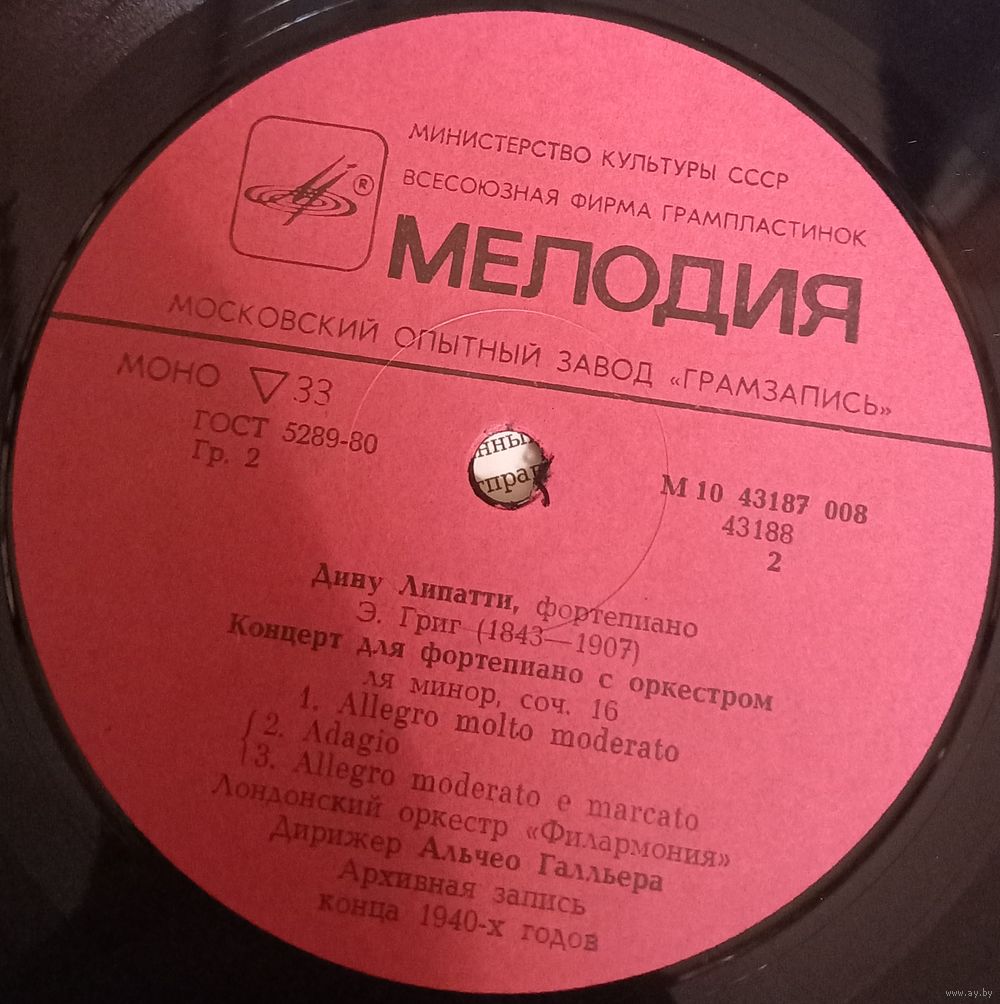 МИНИСТЕРСТВО КУЛЬТУРЫ СССР
ВСЕСОЮЗНАЯ ФИРМА ГРАМПЛАСТИНОК
®
МЕЛОДИЯ
МОСКОВСКИЙ ОПЫТНЫЙ ЗАВОД «ГРАМЗАПИСЬ»
МОНО 33
ГОСТ 5289-80
Гр. 2
М 10 43187 008
43188
2
Дину Липатти, фортепиано
Э. Григ (1843—1907)
Концерт для фортепиано с оркестром
ля минор, соч. 16
1. Allegro molto moderato
2. Adagio
3. Allegro moderato e marcato
Лондонский оркестр «Филармония»
Дирижер Альчео Галльера
Архивная запись
конца 1940-х годов
www.ay.by